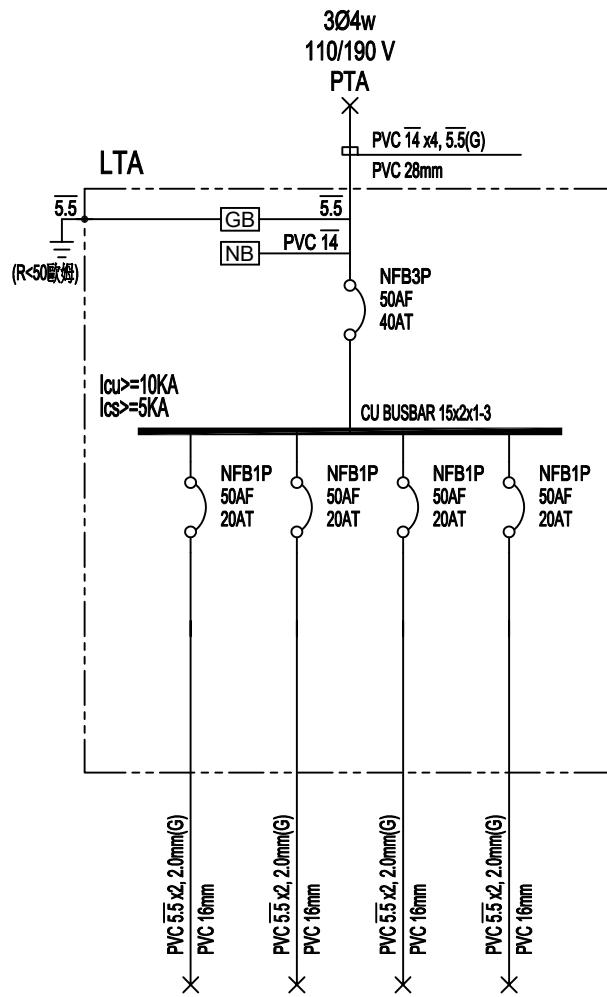 3Ø4w
110/190 V
PTA
PVC 14 x4, 5.5(G)
PVC 28mm
LTA
5.5
GB
5.5
NB
PVC 14
(R<50歐姆)
NFB3P
50AF
40AT
Icu>=10KA
Ics>=5KA
CU BUSBAR 15x2x1-3
NFB1P
50AF
20AT
NFB1P
50AF
20AT
NFB1P
50AF
20AT
NFB1P
50AF
20AT
PVC 5.5 x2, 2.0mm(G)
PVC 16mm
PVC 5.5 x2, 2.0mm(G)
PVC 16mm
PVC 5.5 x2, 2.0mm(G)
PVC 16mm
PVC 5.5 x2, 2.0mm(G)
PVC 16mm